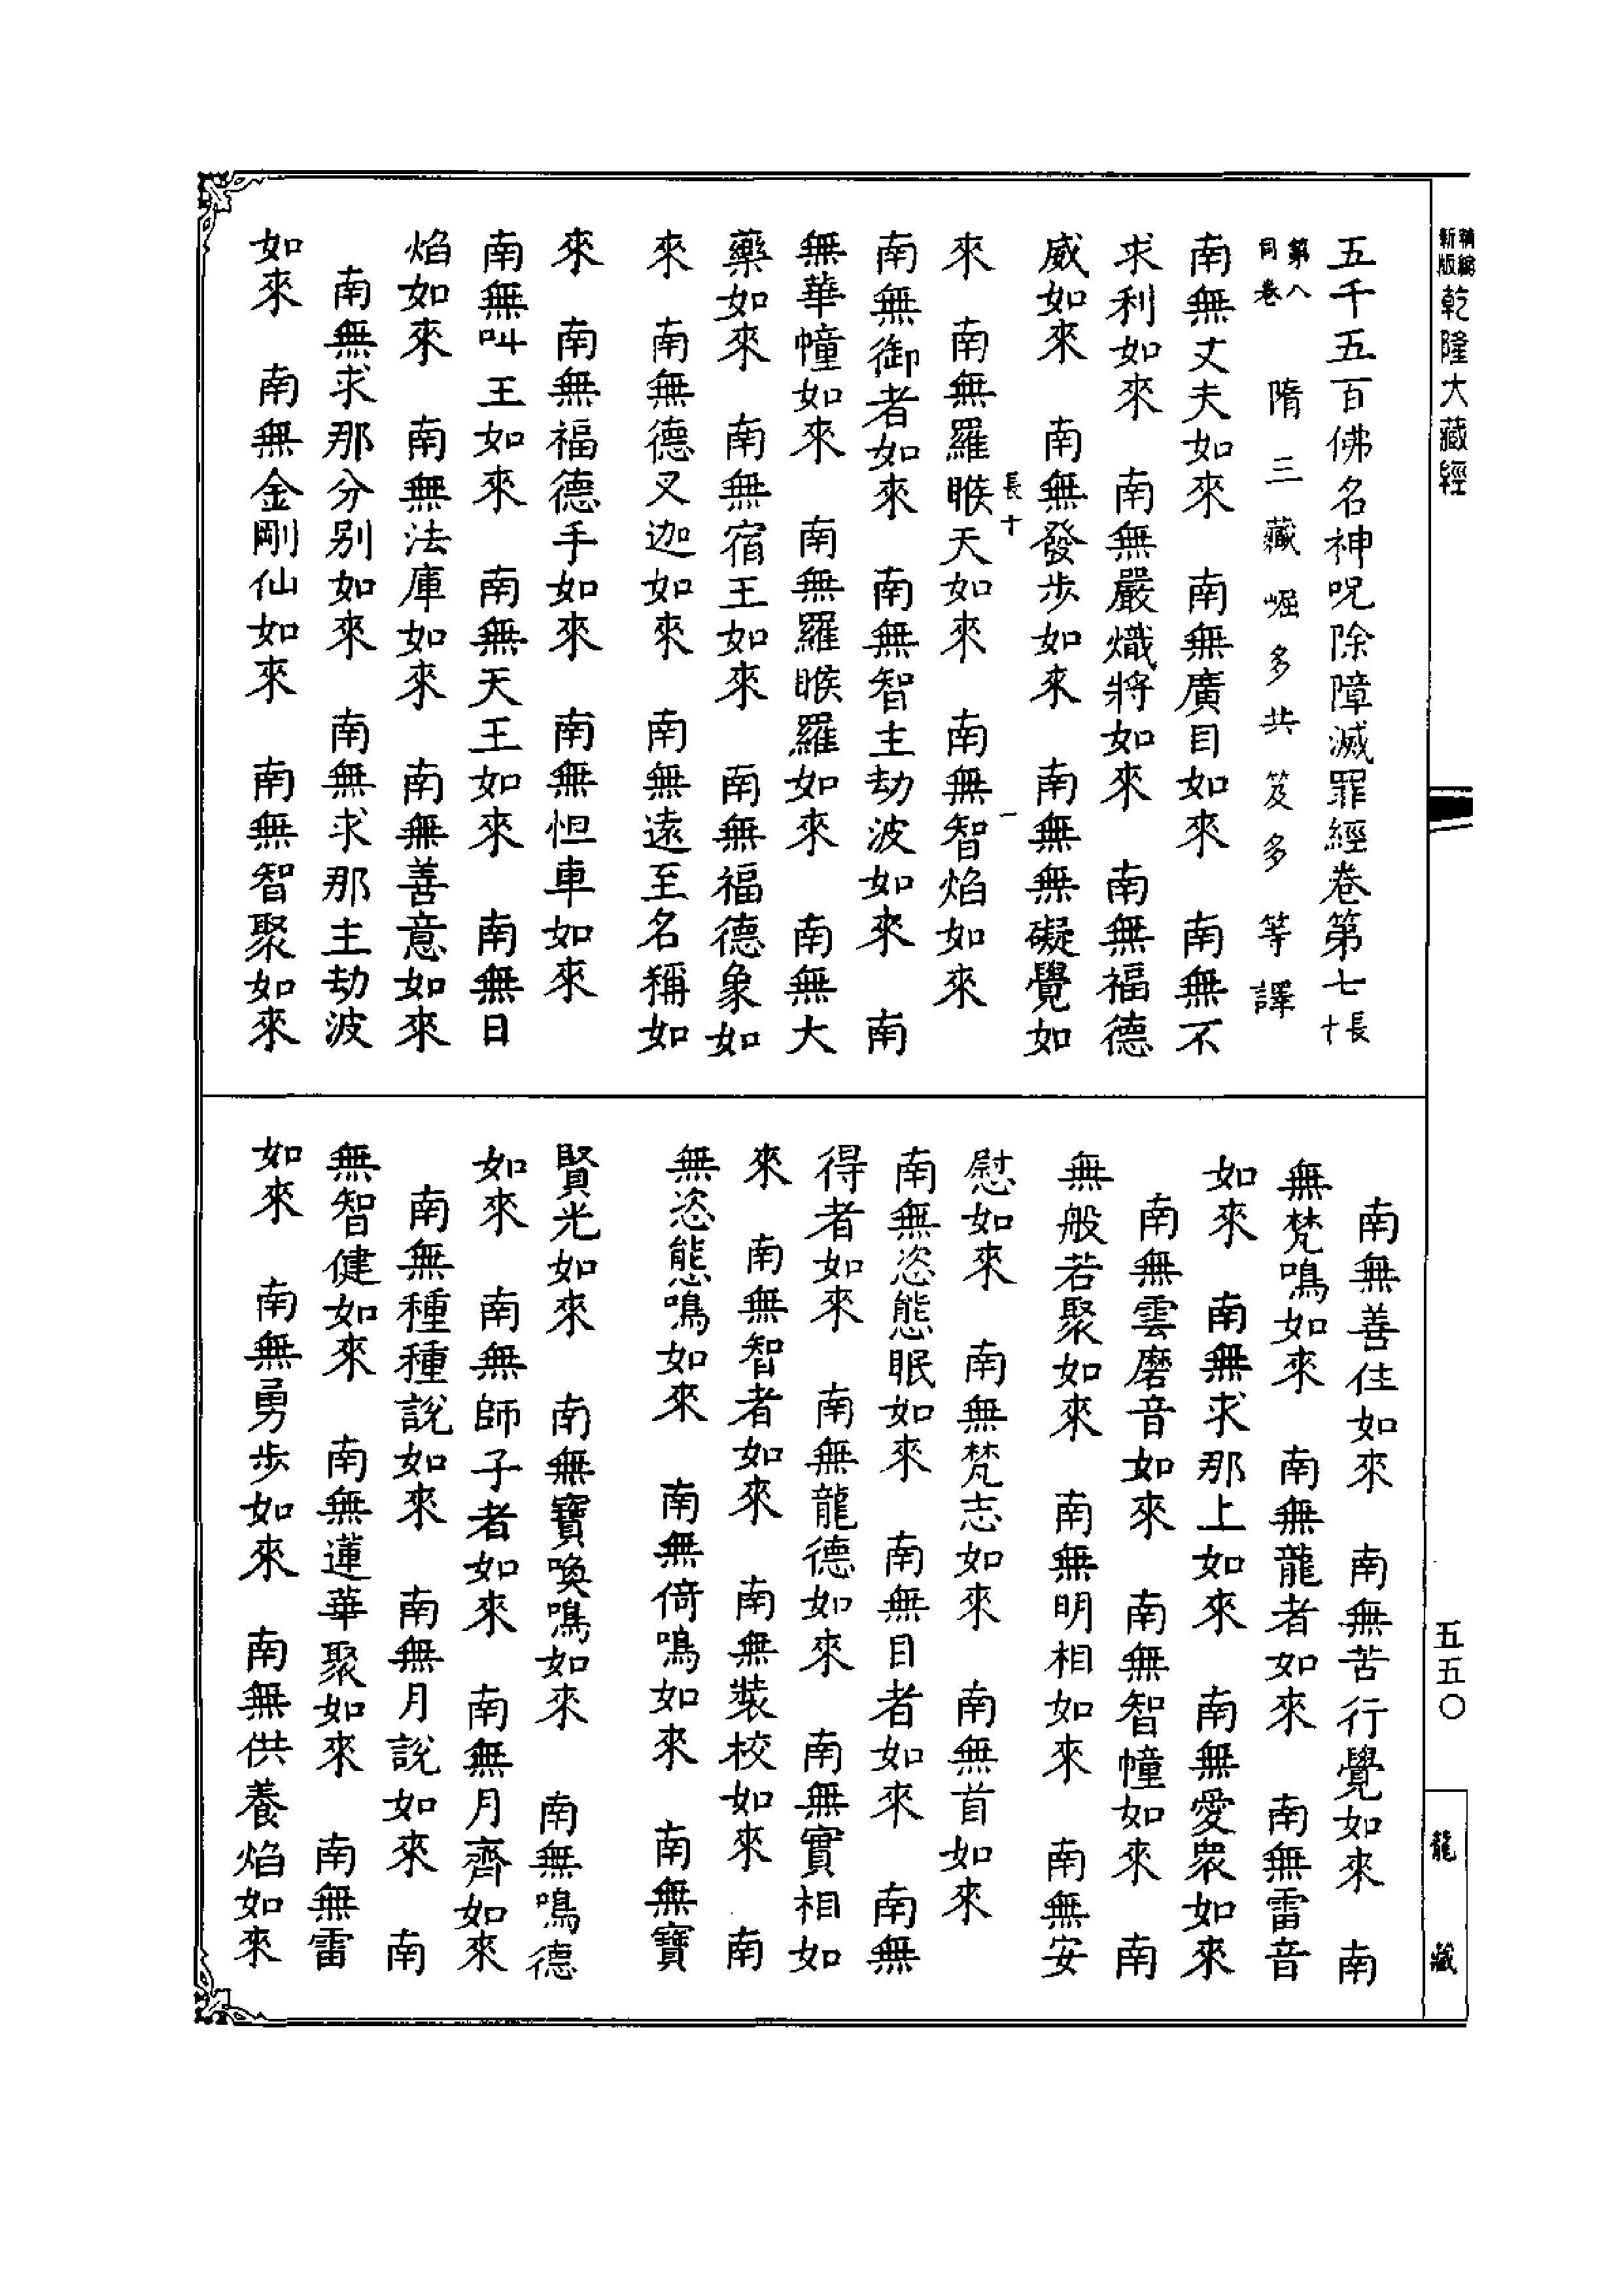 新版精縮 乾隆大藏經
五千五百佛名神呪除障滅罪經卷第七 長十
第八同卷 隋三藏崛多共笈多等譯
南無丈夫如來 南無廣目如來 南無不
求利如來 南無嚴熾將如來 南無福德
威如來 南無發步如來 南無無礙覺如
長十 一
來 南無羅睺天如來 南無智焰如來
南無御者如來 南無智主劫波如來 南
無華幢如來 南無羅睺羅如來 南無大
藥如來 南無宿王如來 南無福德象如
來 南無德叉迦如來 南無遠至名稱如
來 南無福德手如來 南無怛車如來
南無叫王如來 南無天王如來 南無日
焰如來 南無法庫如來 南無善意如來
南無求那分別如來 南無求那主劫波
如來 南無金剛仙如來 南無智聚如來
南無善住如來 南無苦行覺如來 南
無梵鳴如來 南無龍者如來 南無雷音
如來 南無求那上如來 南無愛眾如來
南無雲磨音如來 南無智幢如來 南
無般若聚如來 南無明相如來 南無安
慰如來 南無梵志如來 南無首如來
南無恣態眠如來 南無日者如來 南無
得者如來 南無龍德如來 南無實相如
來 南無智者如來 南無裝校如來 南
無恣態鳴如來 南無倚鳴如來 南無寶
賢光如來 南無寶喚鳴如來 南無鳴德
如來 南無師子者如來 南無月齊如來
南無種種說如來 南無月說如來 南
無智健如來 南無蓮華聚如來 南無雷
如來 南無勇步如來 南無供養焰如來
五五〇
龍藏